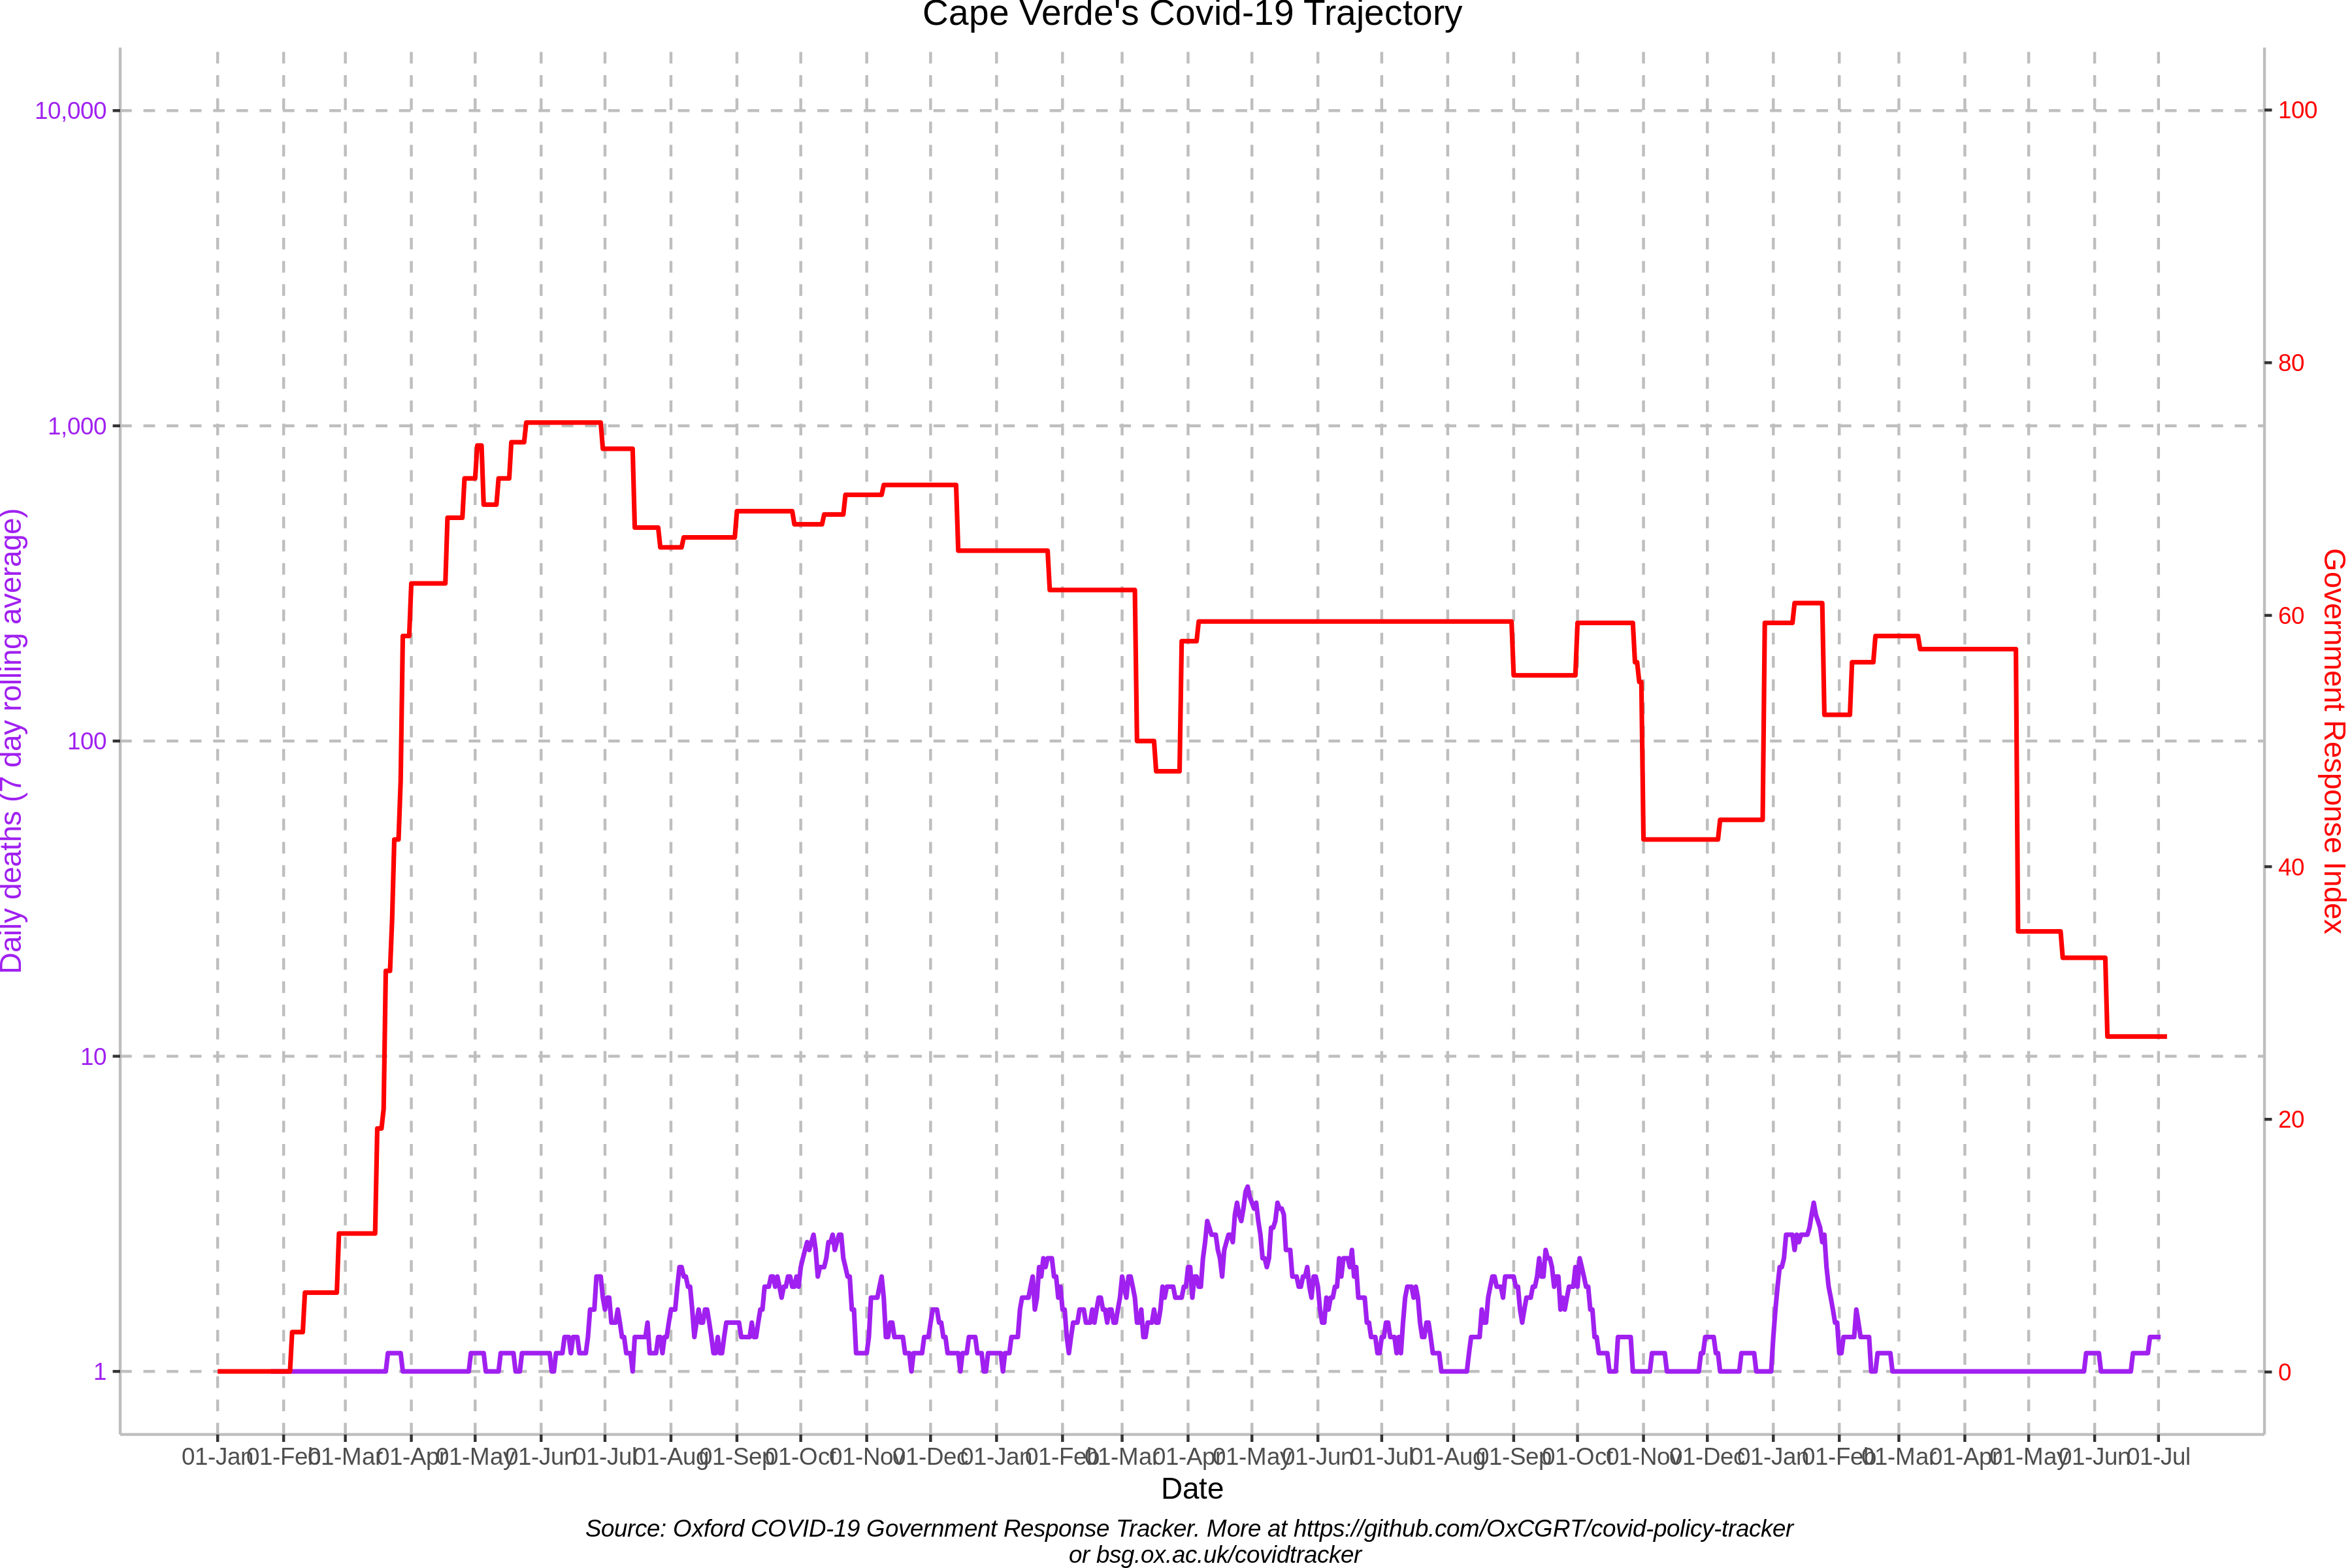 Cape Verde's Covid-19 Trajectory
10,000
1,000
100
10
1
Daily deaths (7 day rolling average)
100
80
60
40
20
0
Government Response Index
01-Jan 01-Feb 01-Mar 01-Apr 01-May 01-Jun 01-Jul 01-Aug 01-Sep 01-Oct 01-Nov 01-Dec 01-Jan 01-Feb 01-Mar 01-Apr 01-May 01-Jun 01-Jul 01-Aug 01-Sep 01-Oct 01-Nov 01-Dec 01-Jan 01-Feb 01-Mar 01-Apr 01-May 01-Jun 01-Jul
Date
Source: Oxford COVID-19 Government Response Tracker. More at https://github.com/OxCGRT/covid-policy-tracker
or bsg.ox.ac.uk/covidtracker